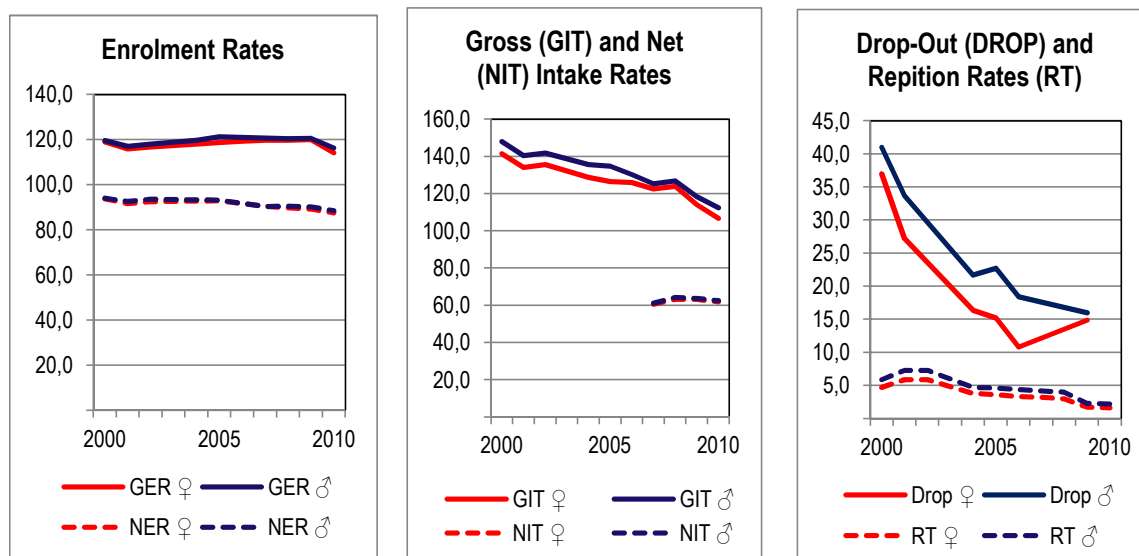 Enrolment Rates
140,0
120,0
100,0
80,0
60,0
40,0
20,0
2000 2005 2010
GER ♀ GER ♂
NER ♀ NER ♂
Gross (GIT) and Net
(NIT) Intake Rates
160,0
140,0
120,0
100,0
80,0
60,0
40,0
20,0
2000 2005 2010
GIT ♀ GIT ♂
NIT ♀ NIT ♂
Drop-Out (DROP) and
Repition Rates (RT)
45,0
40,0
35,0
30,0
25,0
20,0
15,0
10,0
5,0
2000 2005 2010
Drop ♀ Drop ♂
RT ♀ RT ♂